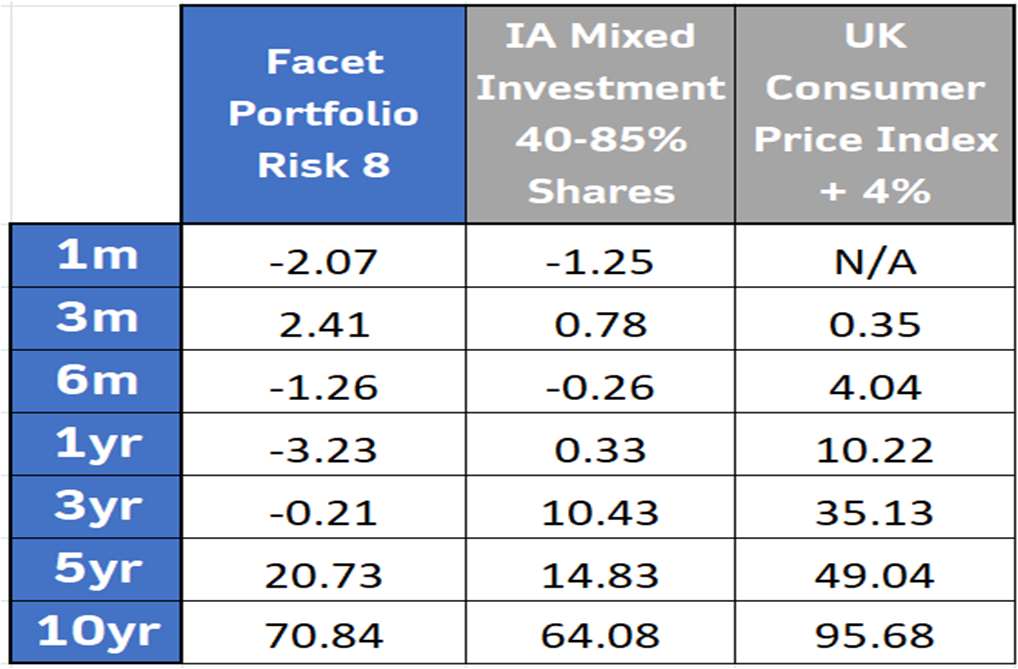 Facet
Portfolio
Risk 8
IA Mixed
Investment
40-85%
Shares
UK
Consumer
Price Index
+ 4%
1m -2.07 -1.25 N/A
3m 2.41 0.78 0.35
6m -1.26 -0.26 4.04
1yr -3.23 0.33 10.22
3yr -0.21 10.43 35.13
5yr 20.73 14.83 49.04
10yr 70.84 64.08 95.68